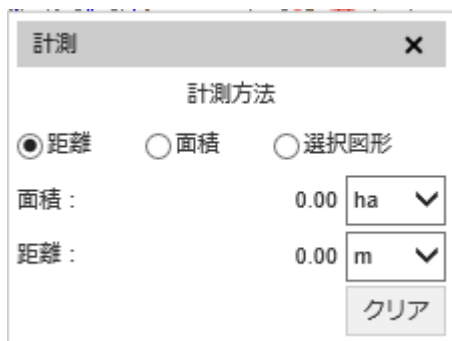 計測
計測方法
距離 面積 選択図形
面積 : 0.00 ha
距離 : 0.00 m
クリア